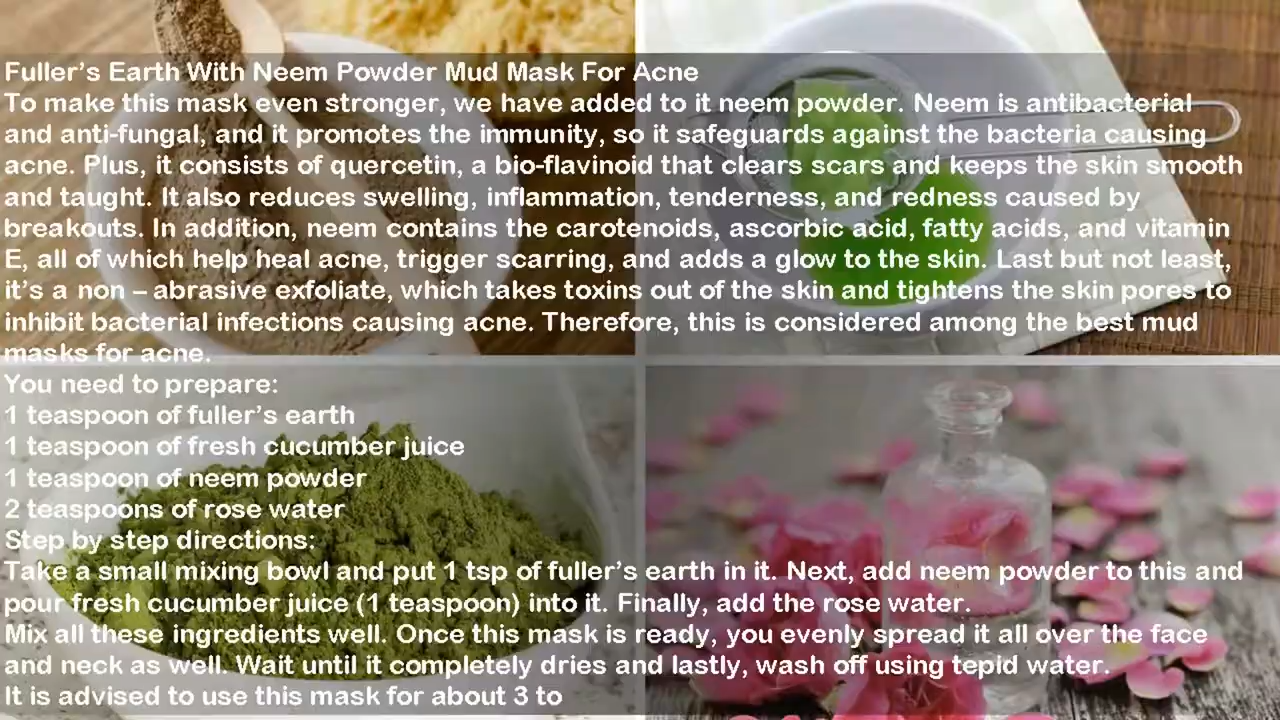 Fuller’s Earth With Neem Powder Mud Mask For Acne
To make this mask even stronger, we have added to it neem powder. Neem is antibacterial
and anti-fungal, and it promotes the immunity, so it safeguards against the bacteria causing
acne. Plus, it consists of quercetin, a bio-flavinoid that clears scars and keeps the skin smooth
and taught. It also reduces swelling, inflammation, tenderness, and redness caused by
breakouts. In addition, neem contains the carotenoids, ascorbic acid, fatty acids, and vitamin
E, all of which help heal acne, trigger scarring, and adds a glow to the skin. Last but not least,
it’s a non – abrasive exfoliate, which takes toxins out of the skin and tightens the skin pores to
inhibit bacterial infections causing acne. Therefore, this is considered among the best mud
masks for acne.
You need to prepare:
1 teaspoon of fuller’s earth
1 teaspoon of fresh cucumber juice
1 teaspoon of neem powder
2 teaspoons of rose water
Step by step directions:
Take a small mixing bowl and put 1 tsp of fuller’s earth in it. Next, add neem powder to this and
pour fresh cucumber juice (1 teaspoon) into it. Finally, add the rose water.
Mix all these ingredients well. Once this mask is ready, you evenly spread it all over the face
and neck as well. Wait until it completely dries and lastly, wash off using tepid water.
It is advised to use this mask for about 3 to